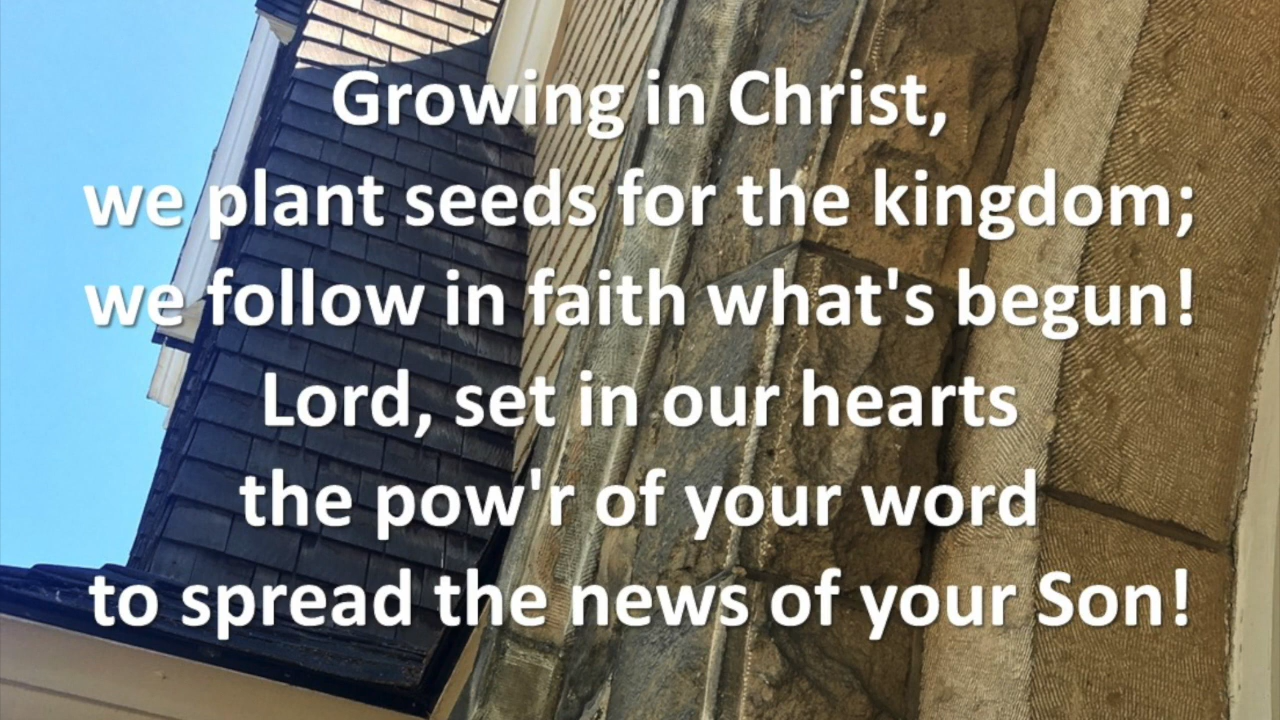 Growing in Christ,
we plant seeds for the kingdom;
we follow in faith what's begun!
Lord, set in our hearts
the pow'r of your word
to spread the news of your Son!